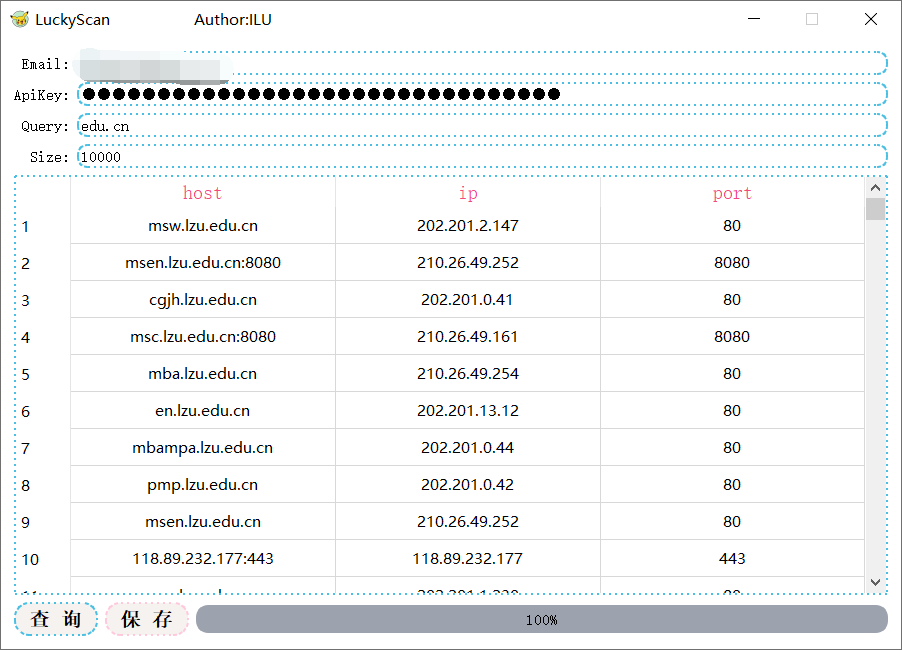 LuckyScan Author:ILU
Email:
ApiKey: ●●●●●●●●●●●●●●●●●●●●●●●●●●●●●●●●
Query: edu.cn
Size: 10000
host ip port
1 msw.lzu.edu.cn 202.201.2.147 80
2 msen.lzu.edu.cn:8080 210.26.49.252 8080
3 cgjh.lzu.edu.cn 202.201.0.41 80
4 msc.lzu.edu.cn:8080 210.26.49.161 8080
5 mba.lzu.edu.cn 210.26.49.254 80
6 en.lzu.edu.cn 202.201.13.12 80
7 mbampa.lzu.edu.cn 202.201.0.44 80
8 pmp.lzu.edu.cn 202.201.0.42 80
9 msen.lzu.edu.cn 210.26.49.252 80
10 118.89.232.177:443 118.89.232.177 443
查 询 保 存 100%